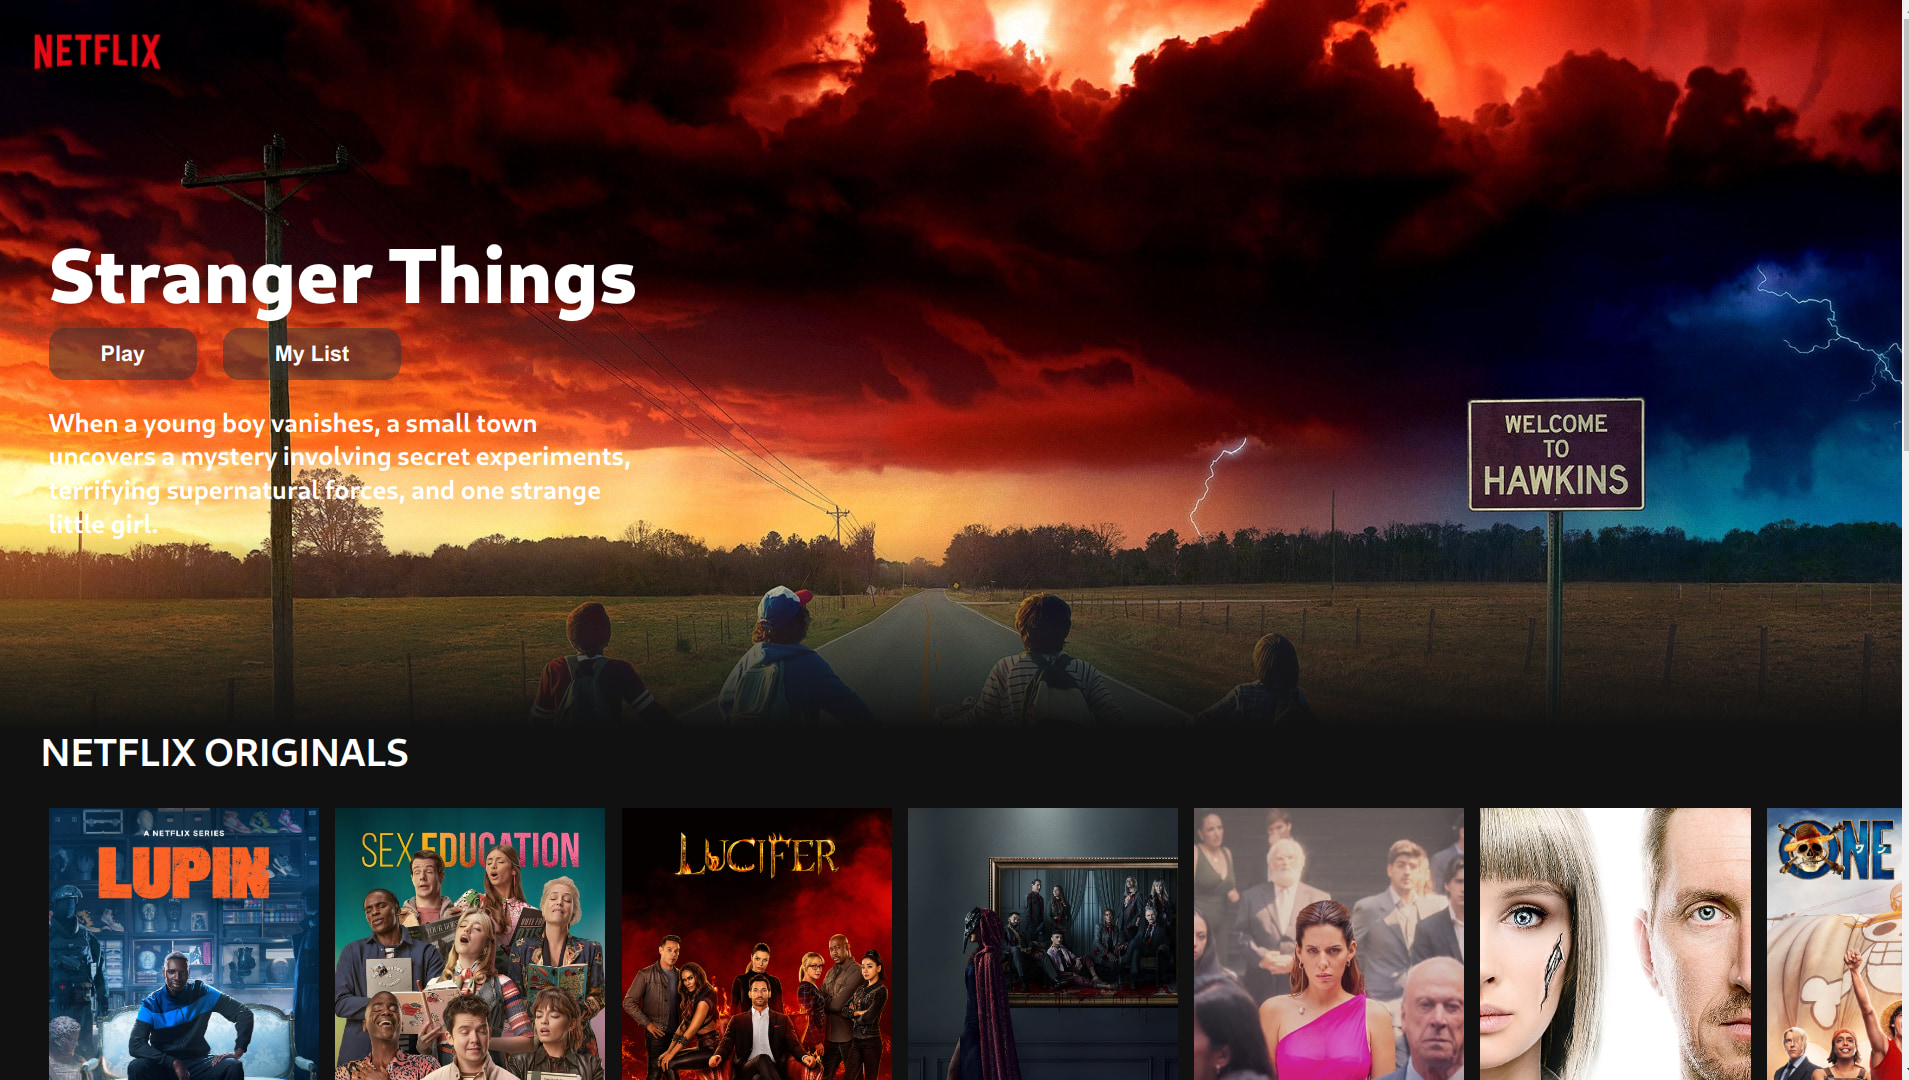 NETFLIX
Stranger Things
Play
My List
When a young boy vanishes, a small town
uncovers a mystery involving secret experiments,
terrifying supernatural forces, and one strange
little girl.
WELCOME
TO
HAWKINS
NETFLIX ORIGINALS
A NETFLIX SERIES
LUPIN
SEX EDUCATION
LUCIFER
ONE